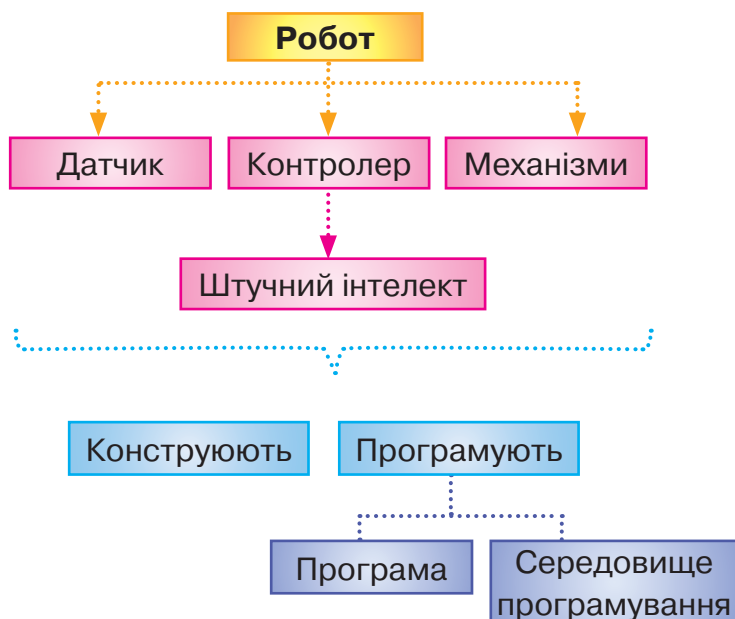 Робот
Датчик
Контролер
Механізми
Штучний інтелект
Конструюють
Програмують
Програма
Середовище
програмування